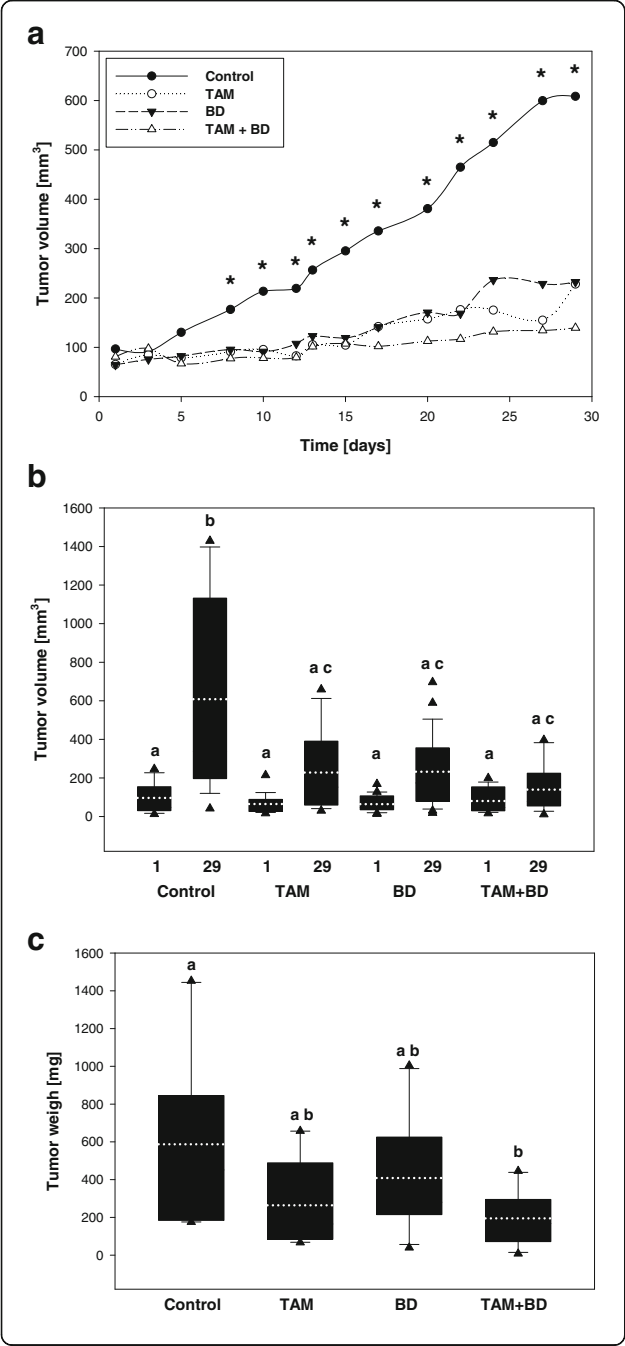 a
700
600
500
400
300
200
100
0
Tumor volume [mm³]
Control
TAM
BD
TAM + BD
* * * * * * * * * * *
0 5 10 15 20 25 30
Time [days]
b
1600
1400
1200
1000
800
600
400
200
0
Tumor volume [mm³]
a b a a c a a c a a c
1 29 1 29 1 29 1 29
Control TAM BD TAM+BD
c
1600
1400
1200
1000
800
600
400
200
0
Tumor weigh [mg]
a a b a b b
Control TAM BD TAM+BD